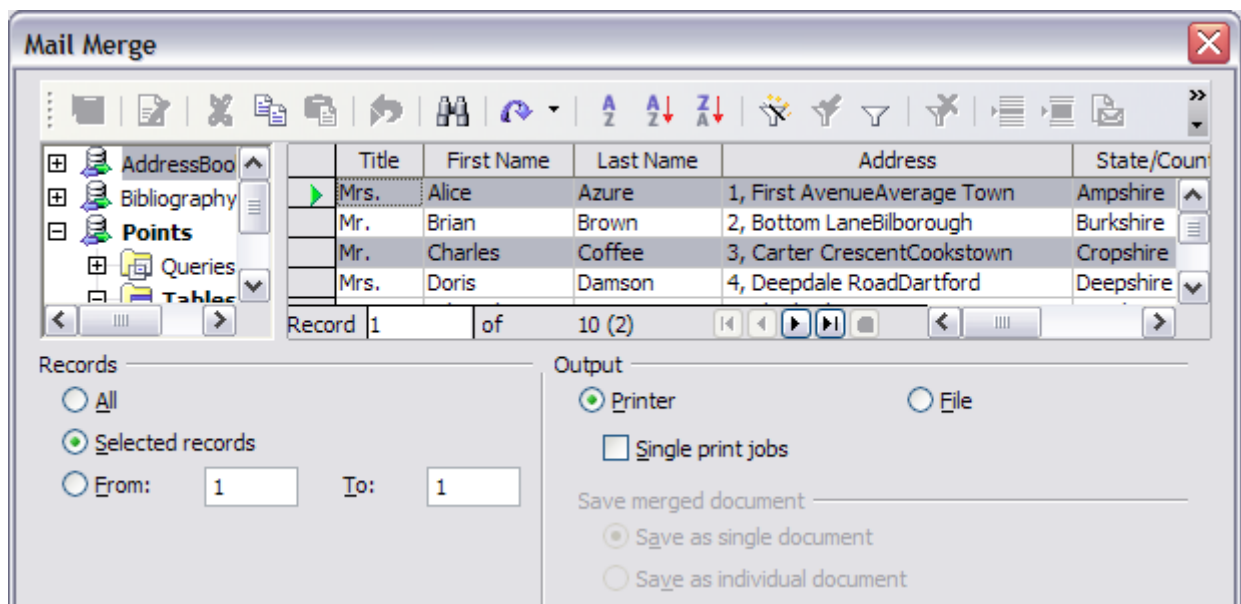 Mail Merge
AddressBoo
Bibliography
Points
Queries
Tables
Title First Name Last Name Address State/Coun
Mrs. Alice Azure 1, First AvenueAverage Town Ampshire
Mr. Brian Brown 2, Bottom LaneBilborough Burkshire
Mr. Charles Coffee 3, Carter CrescentCookstown Cropshire
Mrs. Doris Damson 4, Deepdale RoadDartford Deepshire
Record 1 of 10 (2)
Records
All
Selected records
From: 1 To: 1
Output
Printer File
Single print jobs
Save merged document
Save as single document
Save as individual document